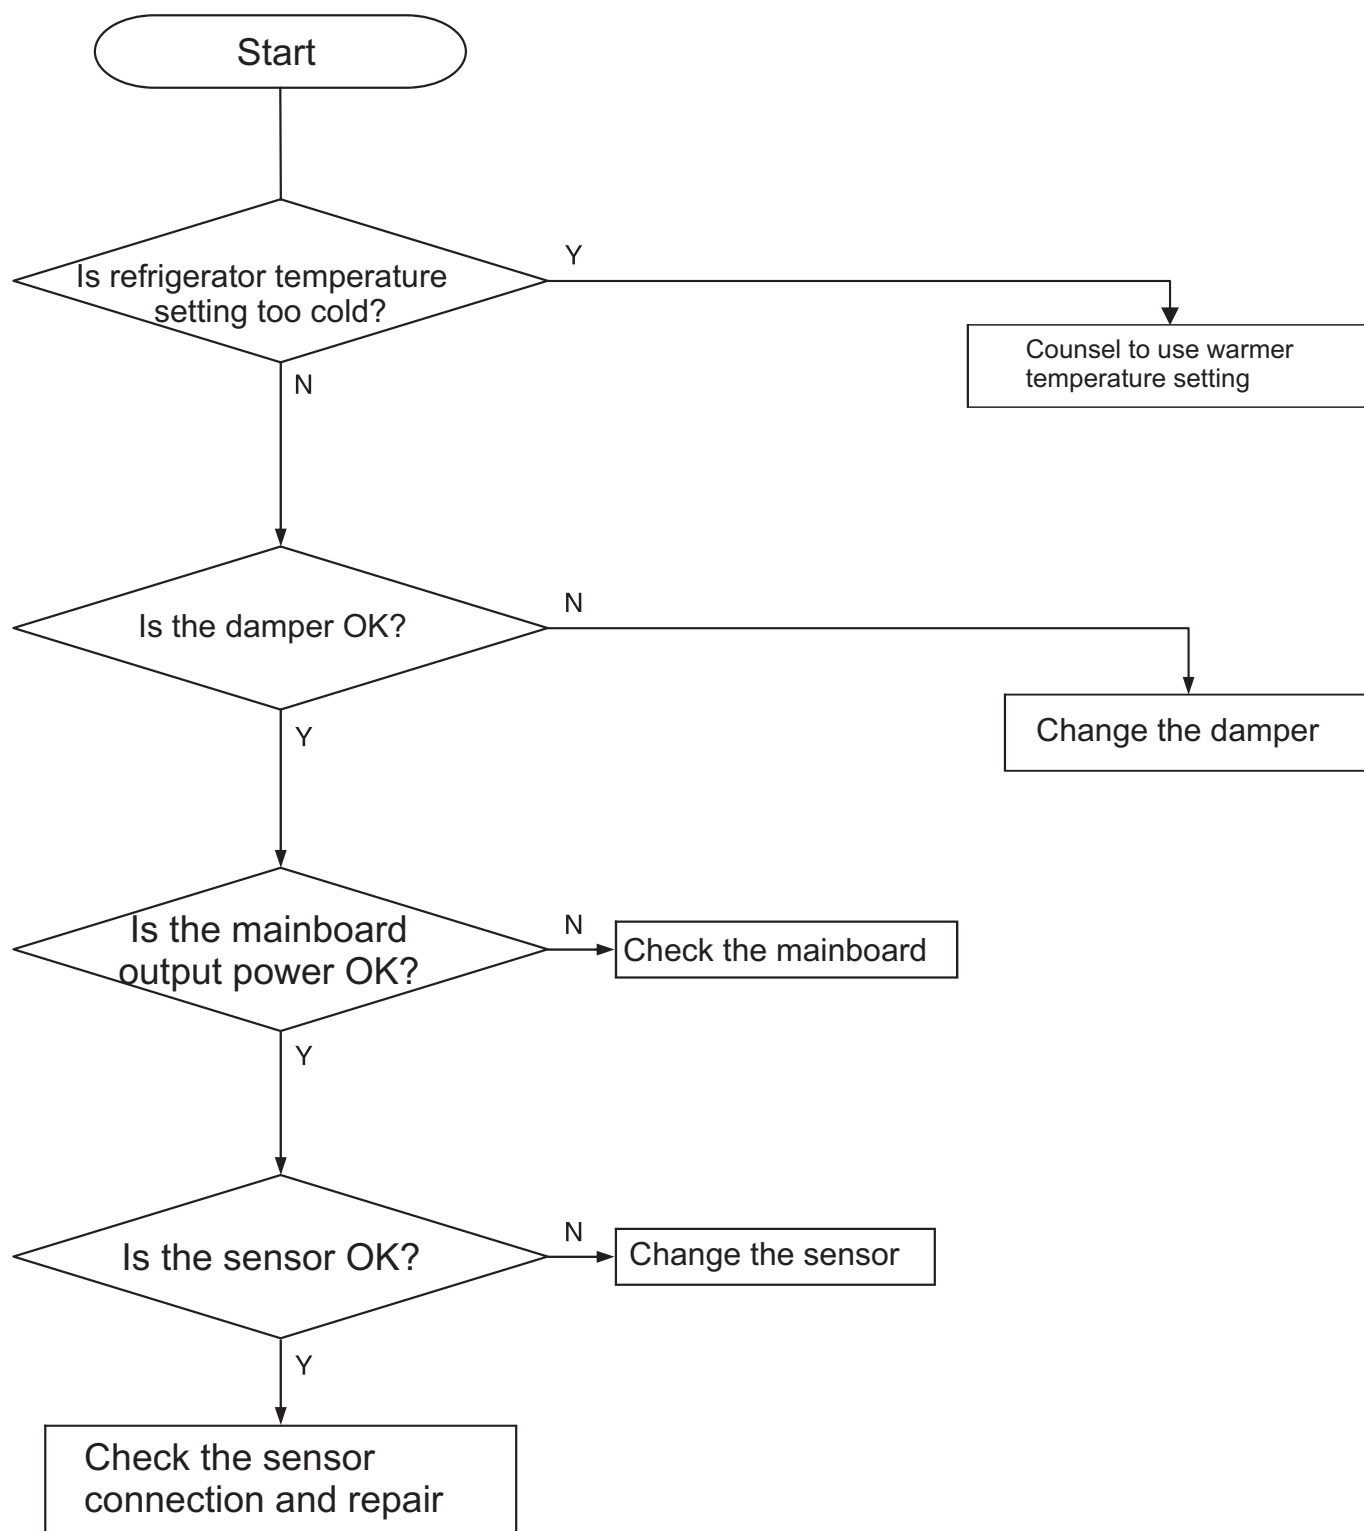 Start
Is refrigerator temperature
setting too cold?
Y
Counsel to use warmer
temperature setting
N
Is the damper OK?
N
Change the damper
Y
Is the mainboard
output power OK?
N
Check the mainboard
Y
Is the sensor OK?
N
Change the sensor
Y
Check the sensor
connection and repair